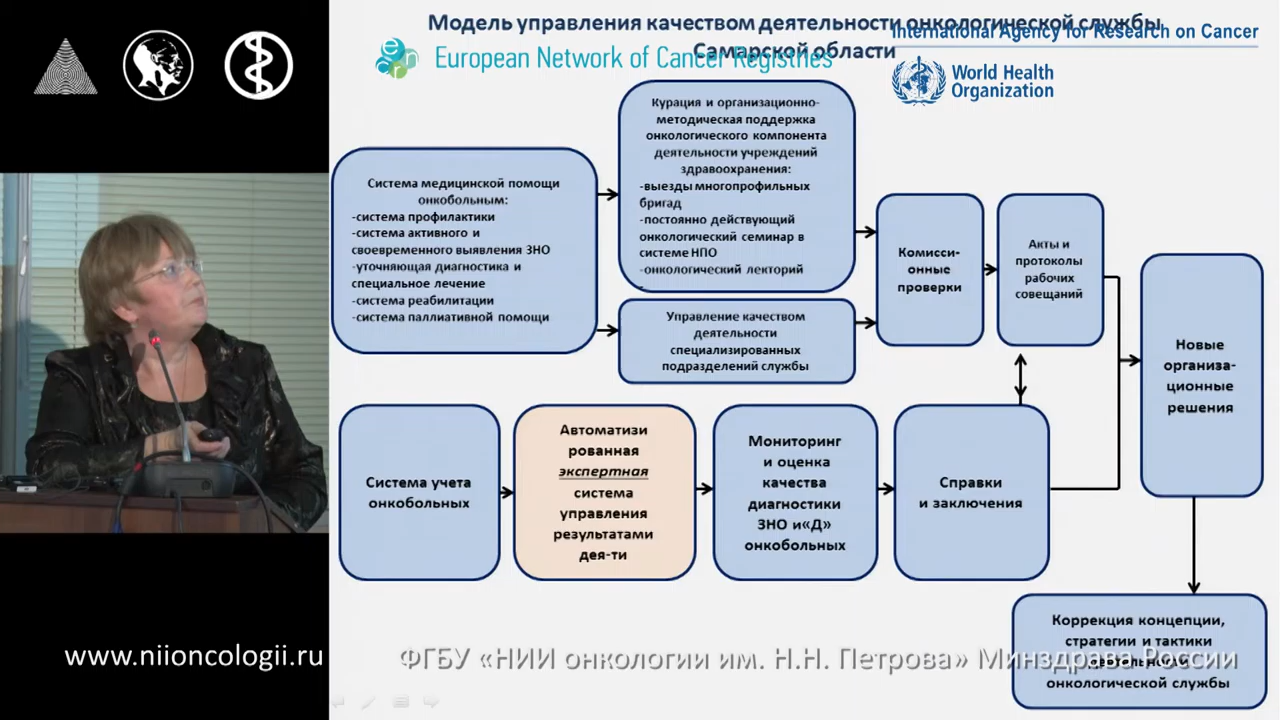 Модель управления качеством деятельности онкологической службы
Самарской области
European Network of Cancer Registries
International Agency for Research on Cancer
World Health
Organization
Система медицинской помощи
онкобольным:
-система профилактики
-система активного и
своевременного выявления ЗНО
-уточняющая диагностика и
специальное лечение
-система реабилитации
-система паллиативной помощи
Курация и организационно-
методическая поддержка
онкологического компонента
деятельности учреждений
здравоохранения:
-выезды многопрофильных
бригад
-постоянно действующий
онкологический семинар в
системе НПО
-онкологический лекторий
-
Управление качеством
деятельности
специализированных
подразделений службы
Комисси-
онные
проверки
Акты и
протоколы
рабочих
совещаний
Новые
организа-
ционные
решения
Система учета
онкобольных
Автоматизи
рованная
экспертная
система
управления
результатами
дея-ти
Мониторинг
и оценка
качества
диагностики
ЗНО и«Д»
онкобольных
Справки
и заключения
Коррекция концепции,
стратегии и тактики
деятельности
онкологической службы
www.niioncologii.ru
ФГБУ «НИИ онкологии им. Н.Н. Петрова» Минздрава России